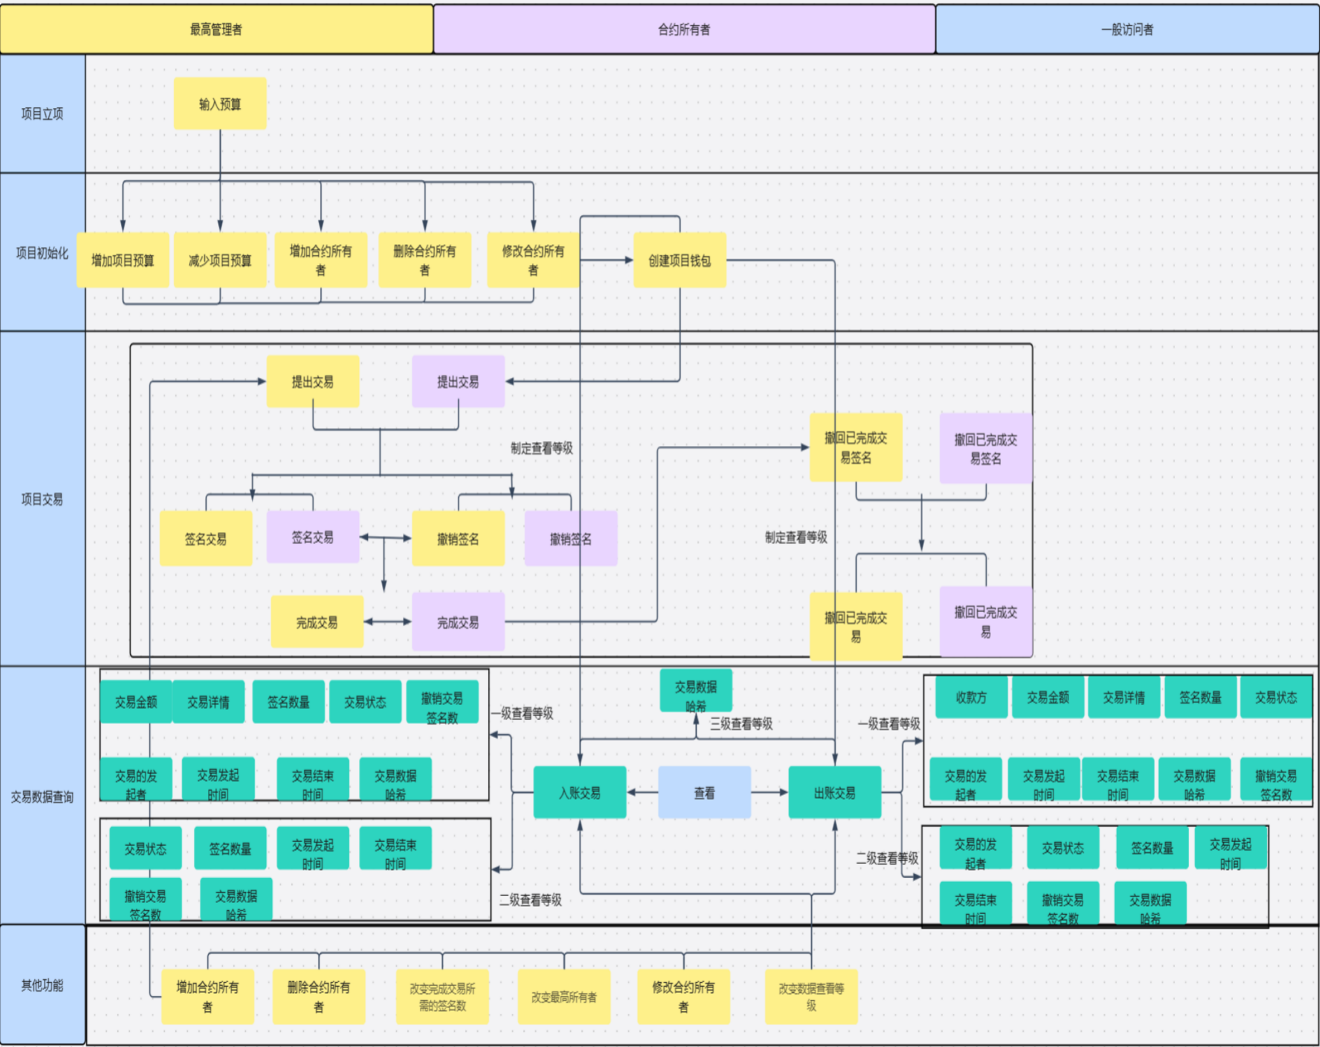 最高管理者
合约所有者
一般访问者
项目立项
输入预算
项目初始化
增加项目预算
减少项目预算
增加合约所有
者
删除合约所有
者
修改合约所有
者
创建项目钱包
项目交易
提出交易
提出交易
制定查看等级
撤回已完成交
易签名
撤回已完成交
易签名
签名交易
签名交易
撤销签名
撤销签名
制定查看等级
完成交易
完成交易
撤回已完成交
易
撤回已完成交
易
交易数据查询
交易金额
交易详情
签名数量
交易状态
撤销交易
签名数
一级查看等级
交易的发
起者
交易发起
时间
交易结束
时间
交易数据
哈希
交易状态
签名数量
交易发起
时间
交易结束
时间
撤销交易
签名数
交易数据
哈希
二级查看等级
交易数据
哈希
三级查看等级
入账交易
查看
出账交易
一级查看等级
收款方
交易金额
交易详情
签名数量
交易状态
交易的发
起者
交易发起
时间
交易结束
时间
交易数据
哈希
撤销交易
签名数
二级查看等级
交易的发
起者
交易状态
签名数量
交易发起
时间
交易结束
时间
撤销交易
签名数
交易数据
哈希
其他功能
增加合约所有
者
删除合约所有
者
改变完成交易所
需的签名数
改变最高所有者
修改合约所有
者
改变数据查看等
级